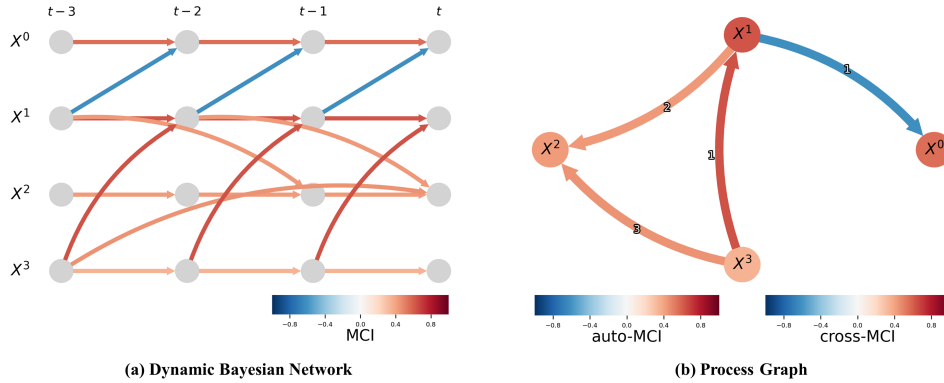 t − 3 t − 2 t − 1 t
X⁰
X¹
X²
X³
−0.8 −0.4 0.0 0.4 0.8
MCI
(a) Dynamic Bayesian Network
X¹
1
2
X²
X⁰
1
3
X³
−0.8 −0.4 0.0 0.4 0.8
auto-MCI
−0.8 −0.4 0.0 0.4 0.8
cross-MCI
(b) Process Graph